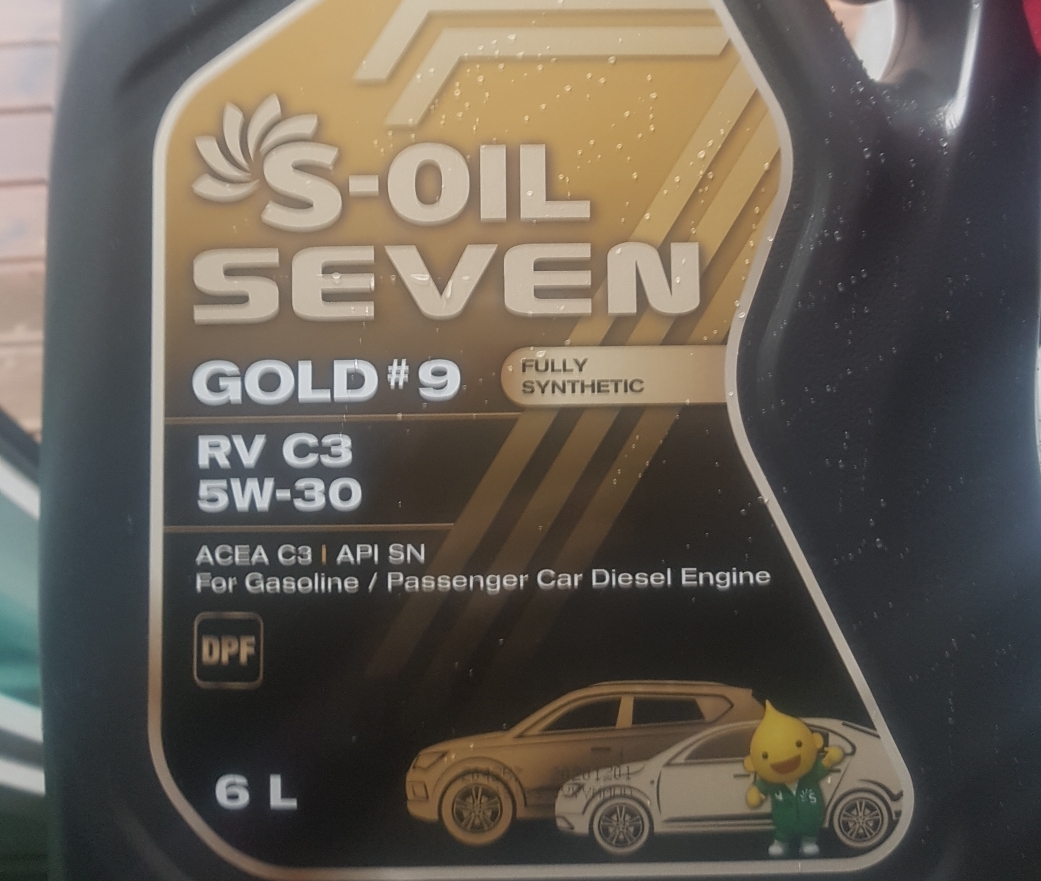 S-OIL
SEVEN
GOLD #9
FULLY
SYNTHETIC
RV C3
5W-30
ACEA C3 | API SN
For Gasoline / Passenger Car Diesel Engine
DPF
6 L
20201201